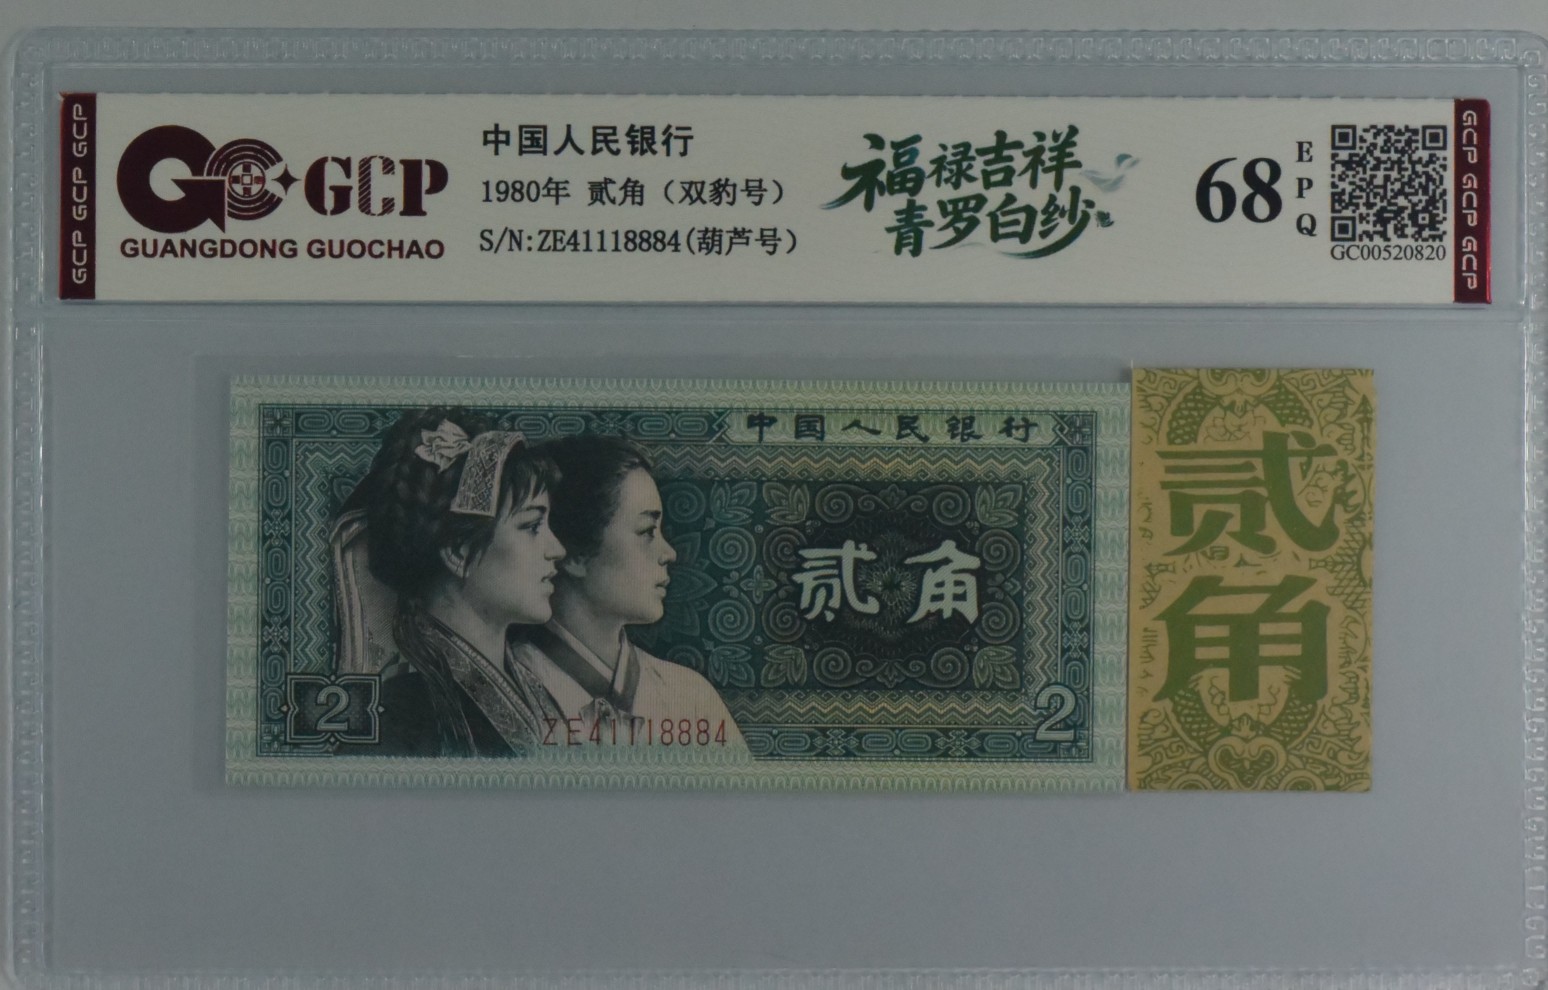 GCP GCP GCP
GCP
GUANGDONG GUOCHAO
中国人民银行
1980年 贰角（双豹号）
S/N:ZE41118884(葫芦号)
福禄吉祥
青罗白纱
68
EPQ
GC00520820
GCP GCP GCP
中国人民银行
贰角
2
ZE41118884
2
贰角